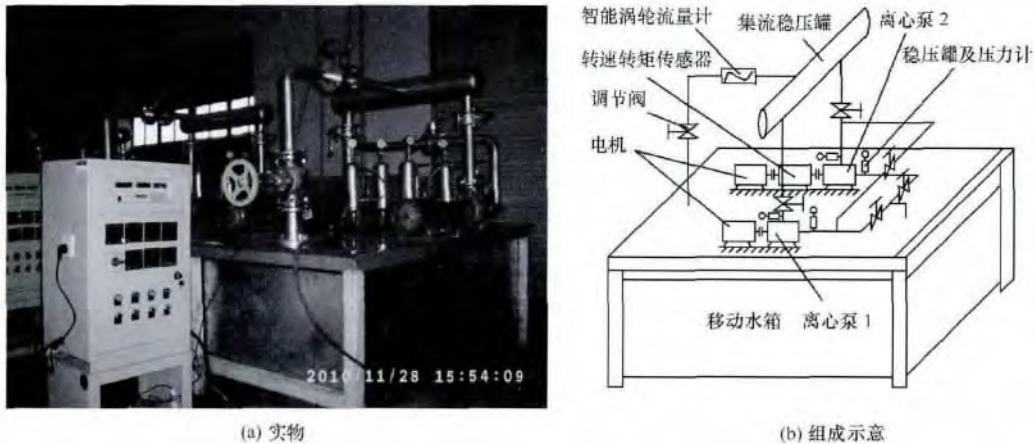 智能涡轮流量计
集流稳压罐
离心泵 2
转速转矩传感器
稳压罐及压力计
调节阀
电机
移动水箱
离心泵 1
2010/11/28 15:54:09
(a) 实物
(b) 组成示意